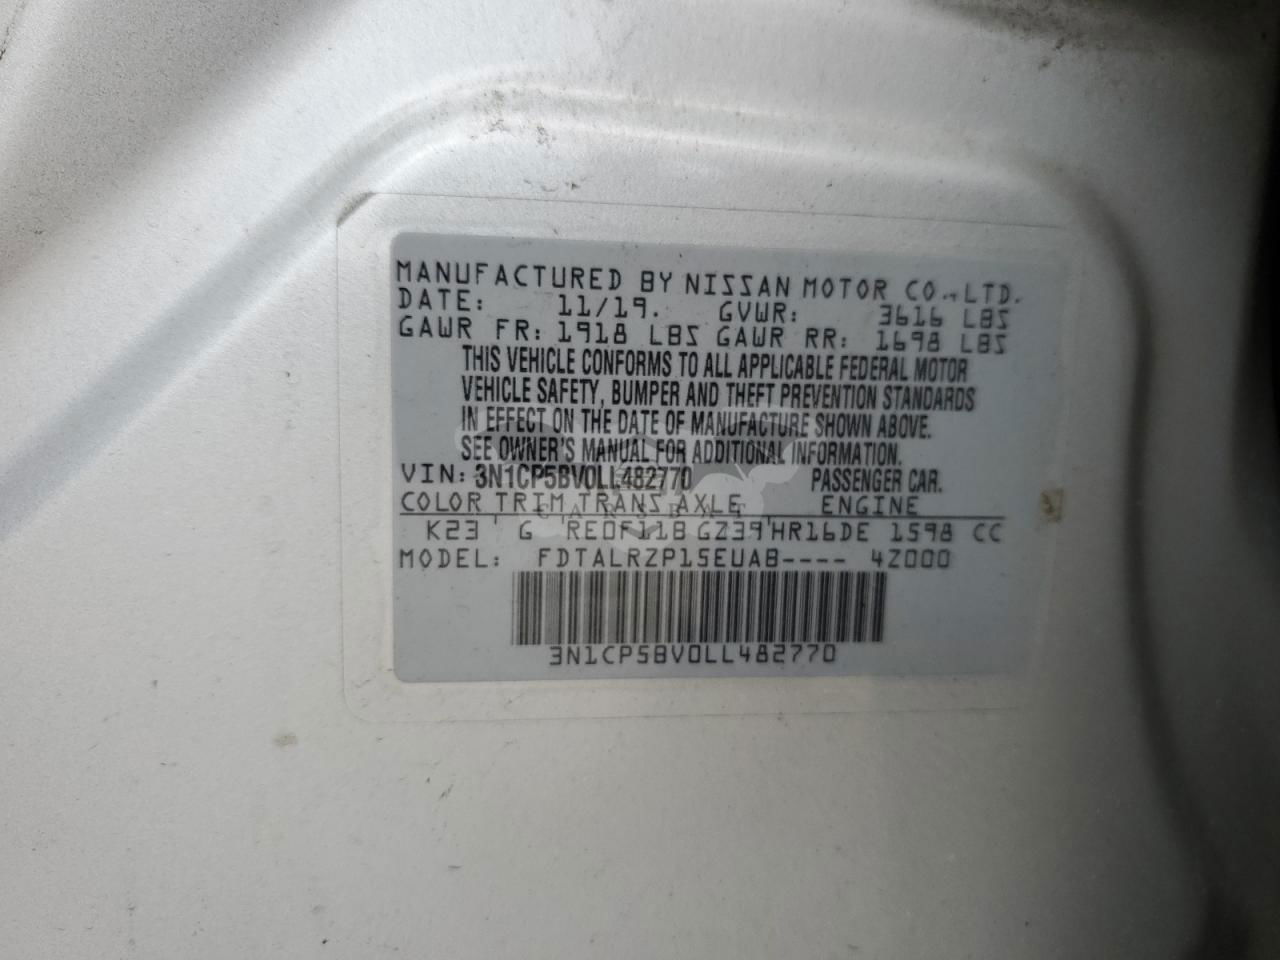 MANUFACTURED BY NISSAN MOTOR CO., LTD.
DATE: 11/19. GVWR: 3616 LBS
GAWR FR: 1918 LBS GAWR RR: 1698 LBS
THIS VEHICLE CONFORMS TO ALL APPLICABLE FEDERAL MOTOR
VEHICLE SAFETY, BUMPER AND THEFT PREVENTION STANDARDS
IN EFFECT ON THE DATE OF MANUFACTURE SHOWN ABOVE.
SEE OWNER'S MANUAL FOR ADDITIONAL INFORMATION.
VIN: 3N1CP5BV0LL482770 PASSENGER CAR.
COLOR TRIM TRANS AXLE ENGINE
CARSBAT
K23 G RE0F11B GZ39 HR16DE 1598 CC
MODEL: FDTALRZP15EUAB---- 4Z000
3N1CP5BV0LL482770